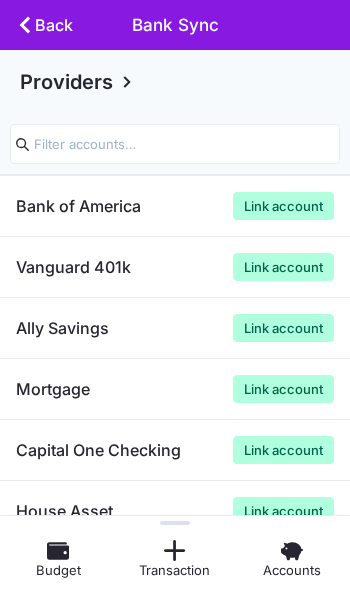 Back
Bank Sync
Providers
Filter accounts...
Bank of America
Link account
Vanguard 401k
Link account
Ally Savings
Link account
Mortgage
Link account
Capital One Checking
Link account
House Asset
Link account
Budget
Transaction
Accounts